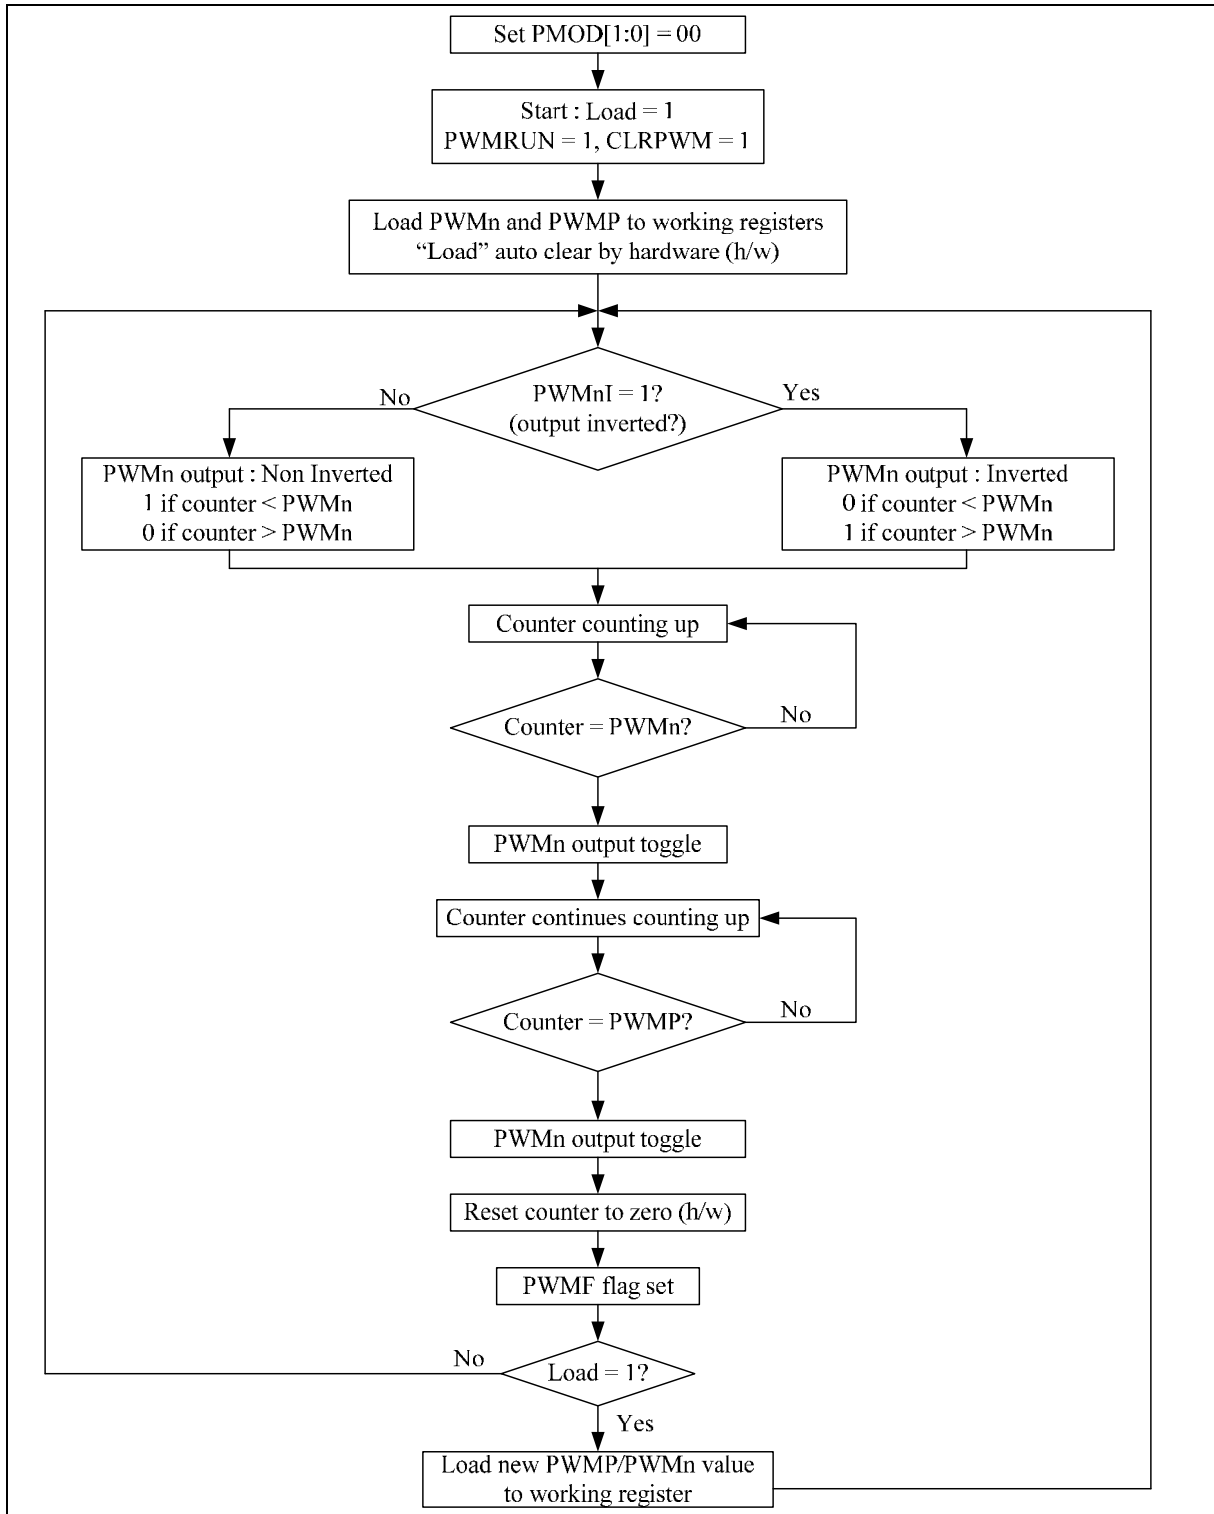 Set PMOD[1:0] = 00
Start : Load = 1
PWMRUN = 1, CLRPWM = 1
Load PWMn and PWMP to working registers
“Load” auto clear by hardware (h/w)
PWMnI = 1?
(output inverted?)
No
Yes
PWMn output : Non Inverted
1 if counter < PWMn
0 if counter > PWMn
PWMn output : Inverted
0 if counter < PWMn
1 if counter > PWMn
Counter counting up
Counter = PWMn?
No
PWMn output toggle
Counter continues counting up
Counter = PWMP?
No
PWMn output toggle
Reset counter to zero (h/w)
PWMF flag set
Load = 1?
No
Yes
Load new PWMP/PWMn value
to working register